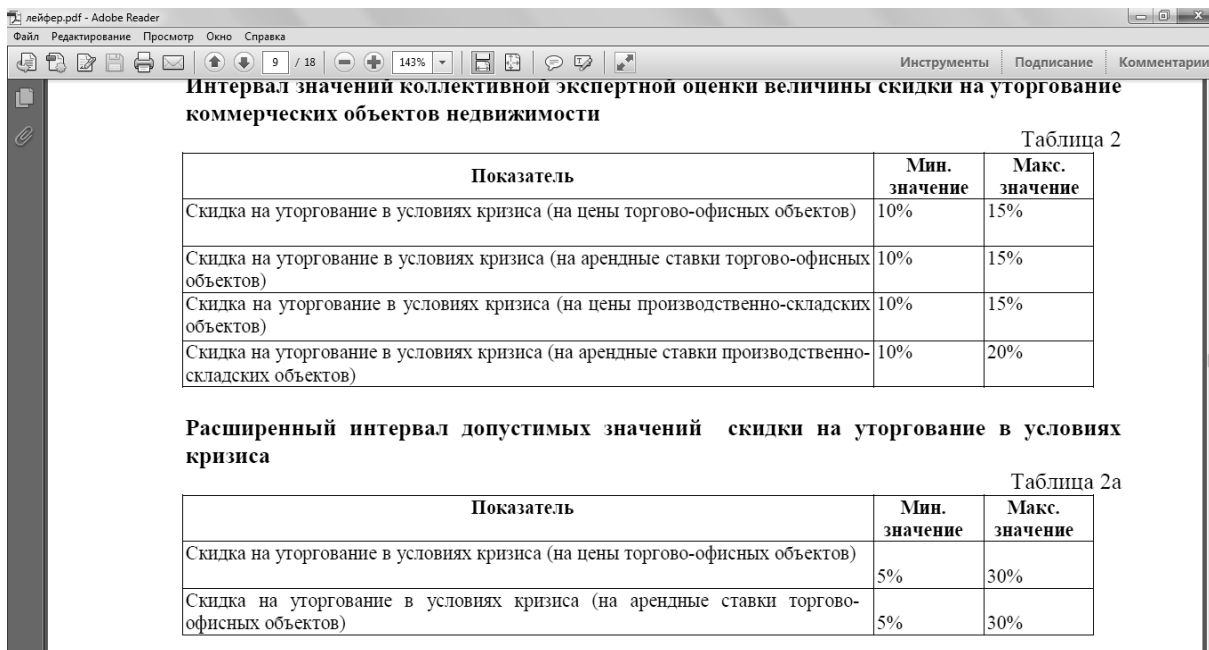 лейфер.pdf - Adobe Reader
Файл Редактирование Просмотр Окно Справка
9 / 18 143% Инструменты Подписание Комментарии
Интервал значений коллективной экспертной оценки величины скидки на уторгование
коммерческих объектов недвижимости
Таблица 2
Показатель Мин. значение Макс. значение
Скидка на уторгование в условиях кризиса (на цены торгово-офисных объектов) 10% 15%
Скидка на уторгование в условиях кризиса (на арендные ставки торгово-офисных 10% 15%
объектов)
Скидка на уторгование в условиях кризиса (на цены производственно-складских 10% 15%
объектов)
Скидка на уторгование в условиях кризиса (на арендные ставки производственно- 10% 20%
складских объектов)
Расширенный интервал допустимых значений скидки на уторгование в условиях
кризиса
Таблица 2а
Показатель Мин. значение Макс. значение
Скидка на уторгование в условиях кризиса (на цены торгово-офисных объектов)
5% 30%
Скидка на уторгование в условиях кризиса (на арендные ставки торгово-
офисных объектов) 5% 30%